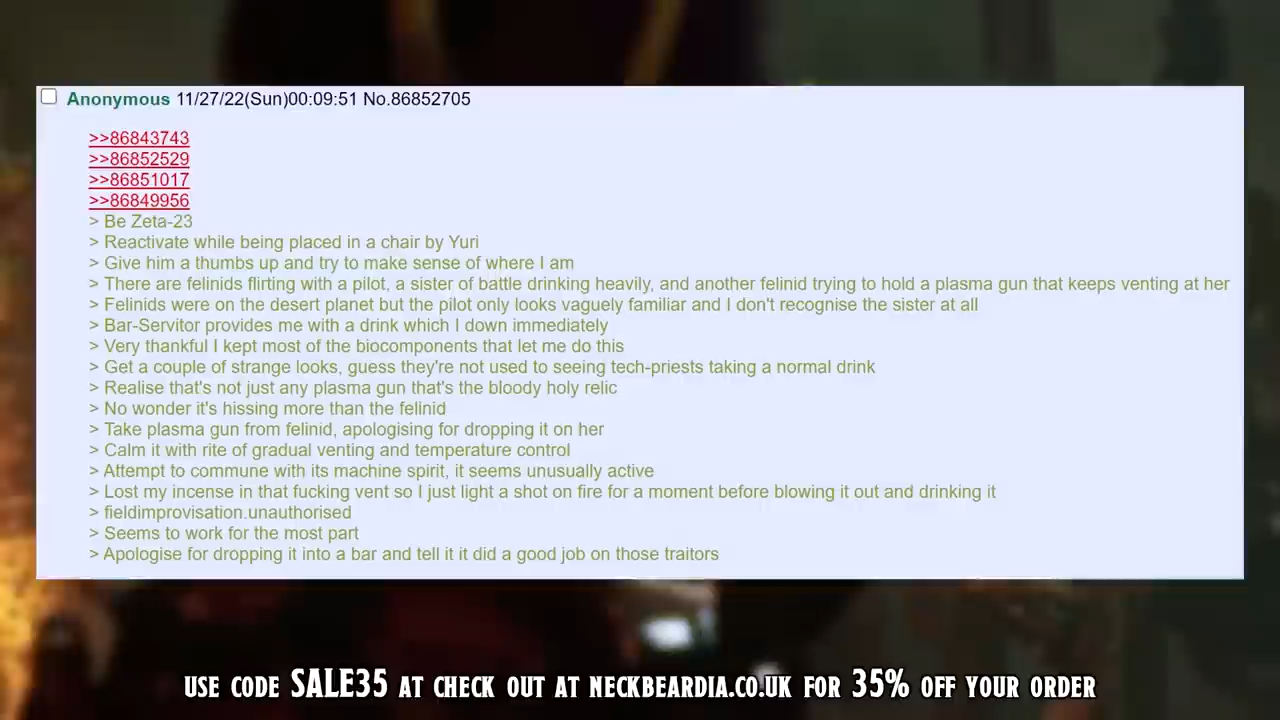 Anonymous 11/27/22(Sun)00:09:51 No.86852705
>>86843743
>>86852529
>>86851017
>>86849956
> Be Zeta-23
> Reactivate while being placed in a chair by Yuri
> Give him a thumbs up and try to make sense of where I am
> There are felinids flirting with a pilot, a sister of battle drinking heavily, and another felinid trying to hold a plasma gun that keeps venting at her
> Felinids were on the desert planet but the pilot only looks vaguely familiar and I don't recognise the sister at all
> Bar-Servitor provides me with a drink which I down immediately
> Very thankful I kept most of the biocomponents that let me do this
> Get a couple of strange looks, guess they're not used to seeing tech-priests taking a normal drink
> Realise that's not just any plasma gun that's the bloody holy relic
> No wonder it's hissing more than the felinid
> Take plasma gun from felinid, apologising for dropping it on her
> Calm it with rite of gradual venting and temperature control
> Attempt to commune with its machine spirit, it seems unusually active
> Lost my incense in that fucking vent so I just light a shot on fire for a moment before blowing it out and drinking it
> fieldimprovisation.unauthorised
> Seems to work for the most part
> Apologise for dropping it into a bar and tell it it did a good job on those traitors
USE CODE SALE35 AT CHECK OUT AT NECKBEARDIA.CO.UK FOR 35% OFF YOUR ORDER